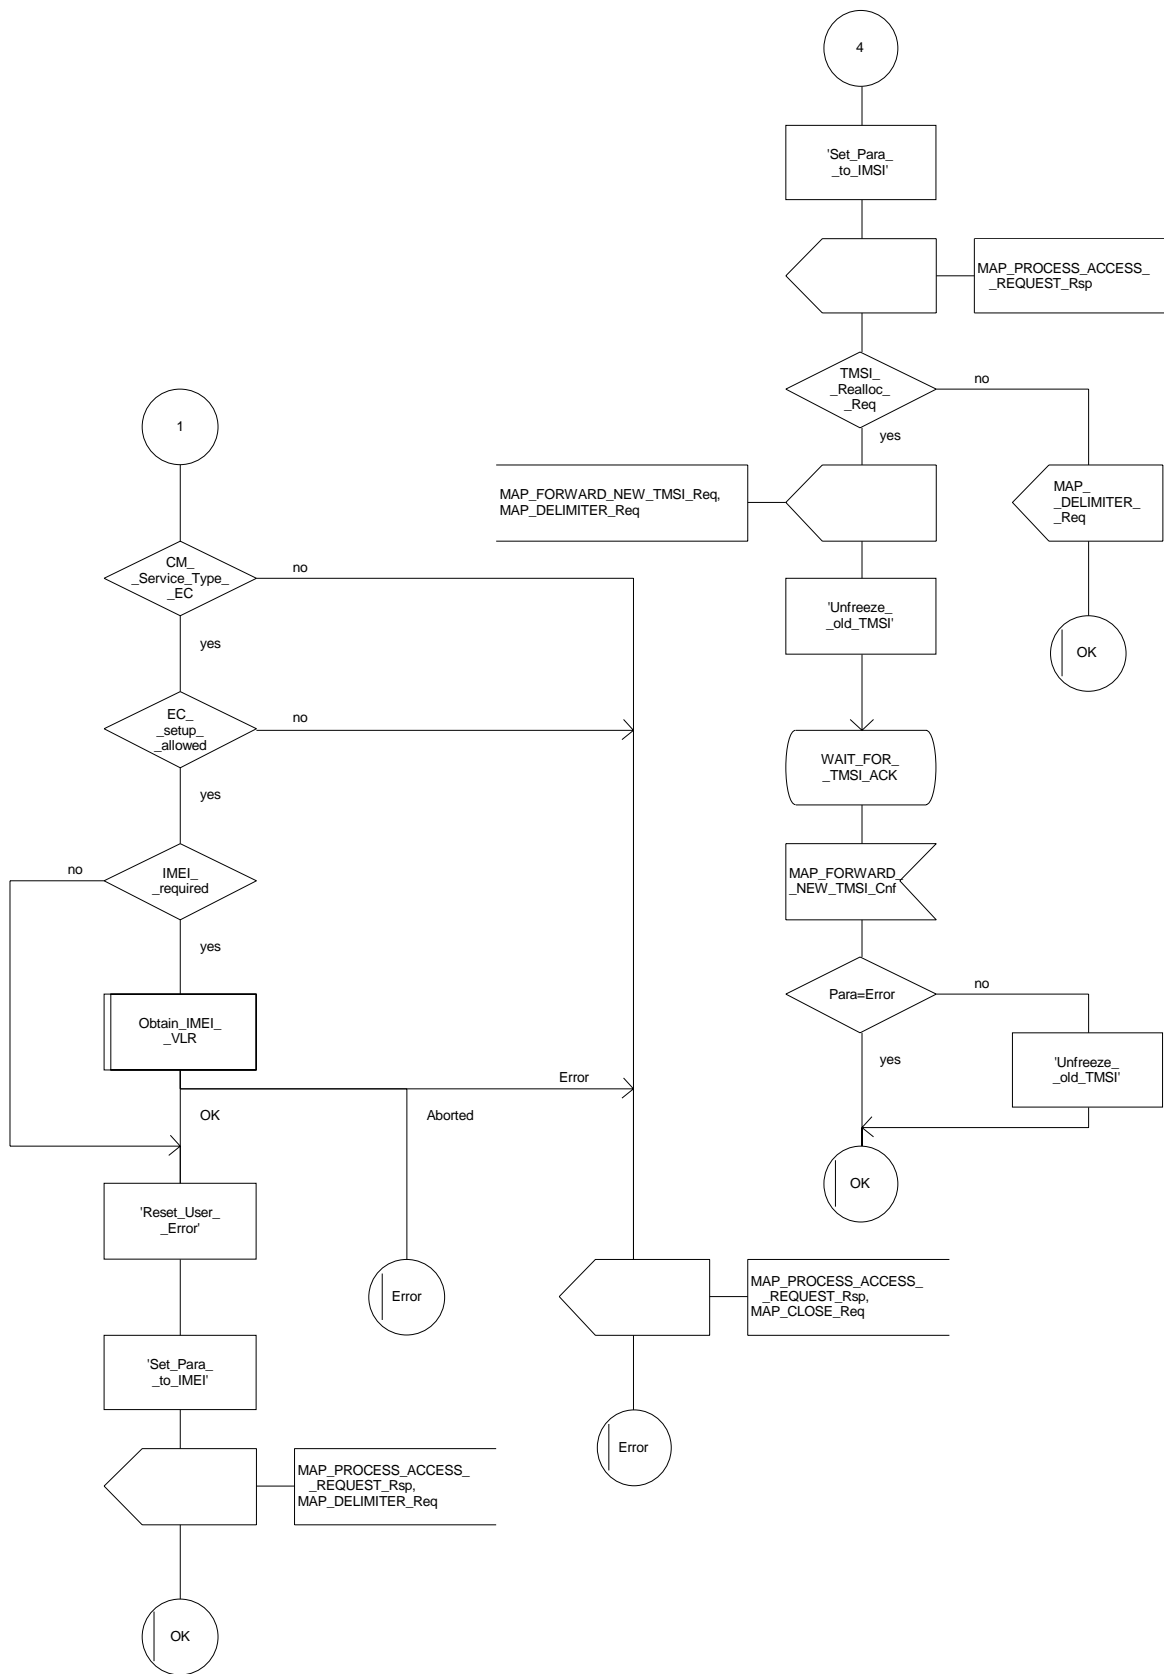 4
'Set_Para_
_to_IMSI'
MAP_PROCESS_ACCESS_
_REQUEST_Rsp
TMSI_
_Realloc_
_Req
no
yes
MAP_FORWARD_NEW_TMSI_Req,
MAP_DELIMITER_Req
MAP_
_DELIMITER_
_Req
'Unfreeze_
_old_TMSI'
OK
WAIT_FOR_
_TMSI_ACK
MAP_FORWARD_
_NEW_TMSI_Cnf
Para=Error
no
yes
'Unfreeze_
_old_TMSI'
OK
1
CM_
_Service_Type_
_EC
no
yes
EC_
_setup_
_allowed
no
yes
no
IMEI_
_required
yes
Obtain_IMEI_
_VLR
Error
OK
Aborted
'Reset_User_
_Error'
Error
MAP_PROCESS_ACCESS_
_REQUEST_Rsp,
MAP_CLOSE_Req
'Set_Para_
_to_IMEI'
Error
MAP_PROCESS_ACCESS_
_REQUEST_Rsp,
MAP_DELIMITER_Req
OK